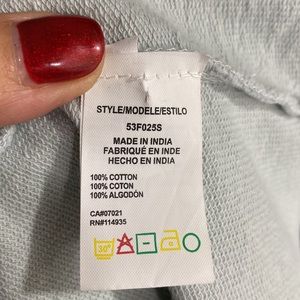 STYLE/MODELE/ESTILO
53F025S
MADE IN INDIA
FABRIQUÉ EN INDE
HECHO EN INDIA
100% COTTON
100% COTON
100% ALGODÓN
CA#07021
RN#114935
30°